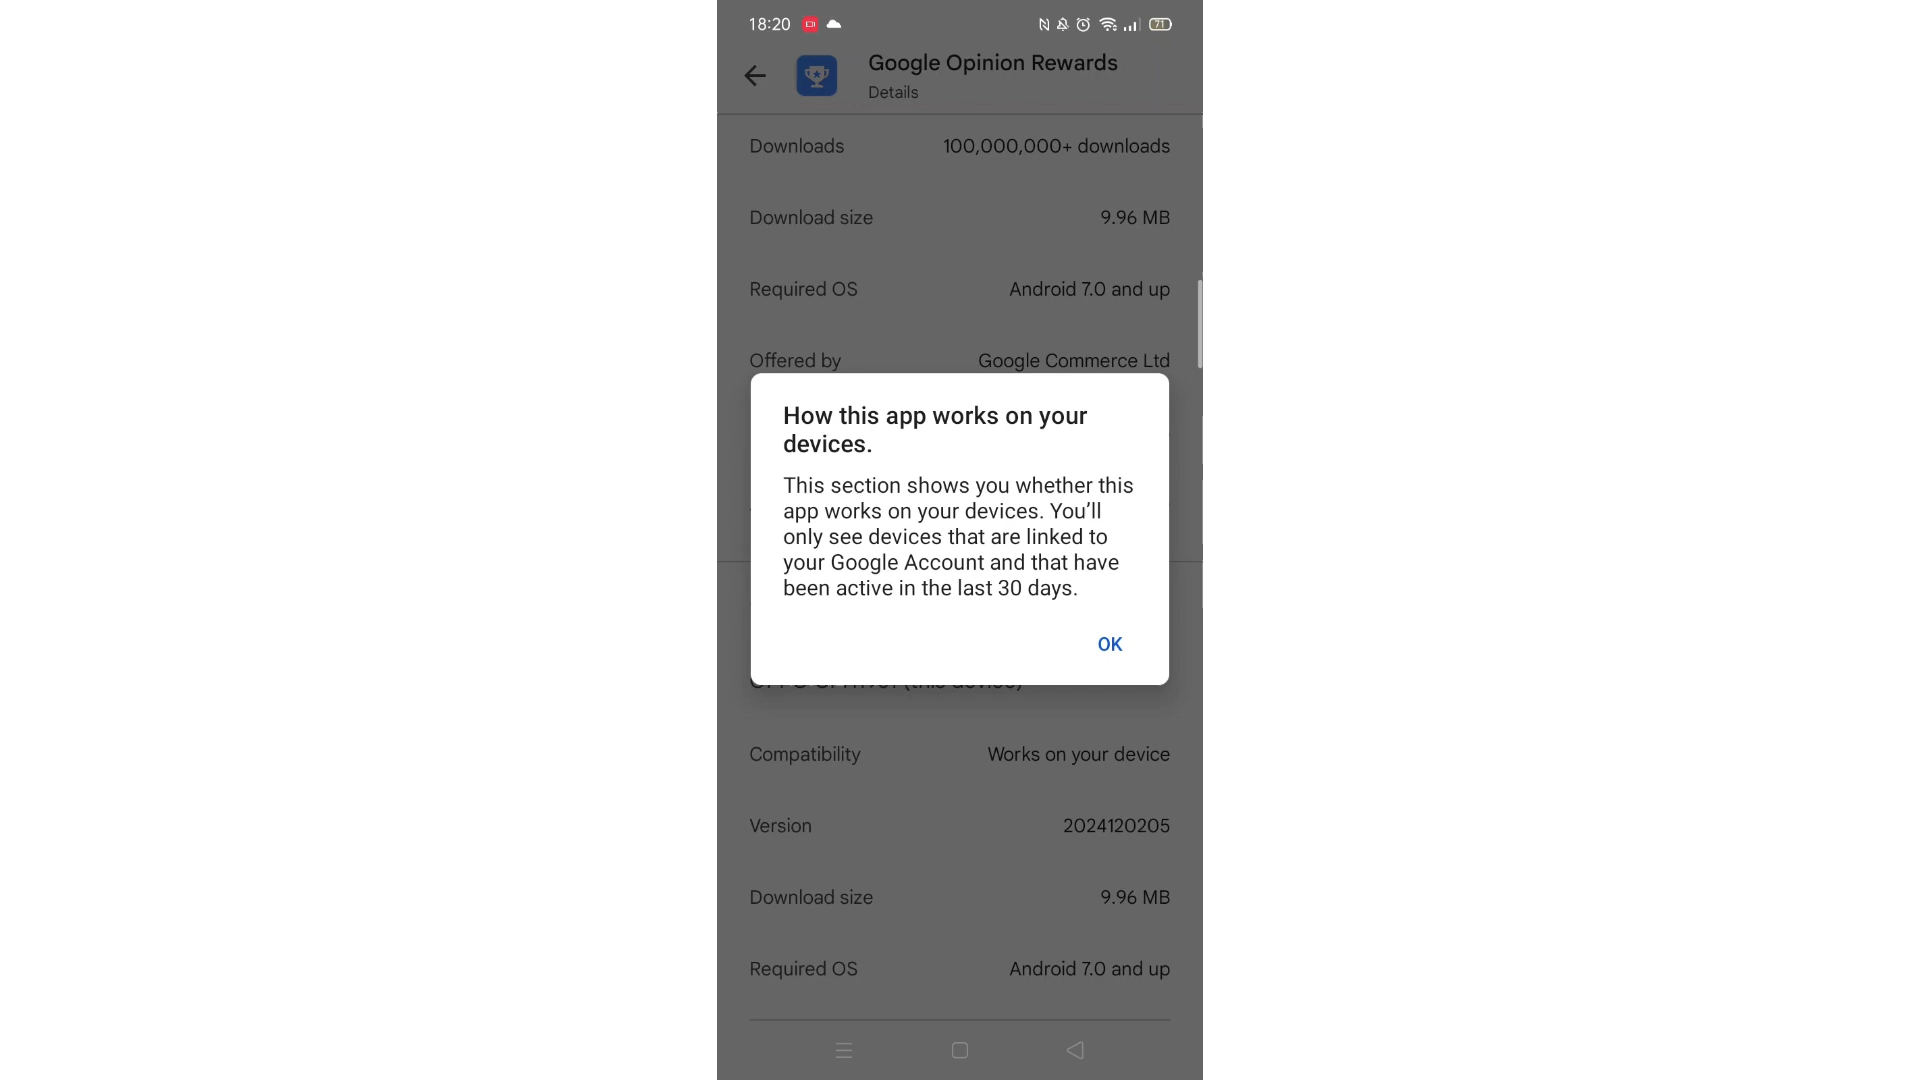 18:20
71
Google Opinion Rewards
Details
Downloads 100,000,000+ downloads
Download size 9.96 MB
Required OS Android 7.0 and up
Offered by Google Commerce Ltd
How this app works on your
devices.
This section shows you whether this
app works on your devices. You’ll
only see devices that are linked to
your Google Account and that have
been active in the last 30 days.
OK
(this device)
Compatibility Works on your device
Version 2024120205
Download size 9.96 MB
Required OS Android 7.0 and up